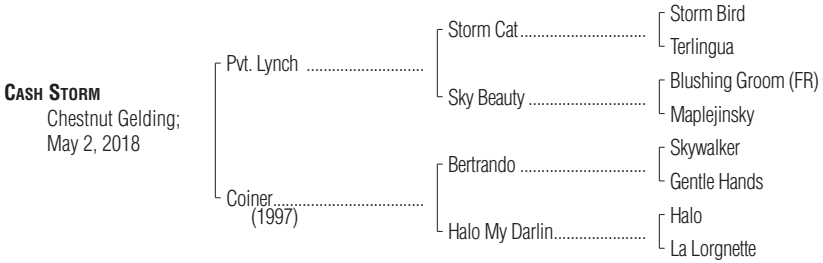 CASH STORM
Chestnut Gelding;
May 2, 2018
Pvt. Lynch ............................
Coiner....................................
(1997)
Storm Cat..............................
Sky Beauty ............................
Bertrando ..............................
Halo My Darlin......................
Storm Bird
Terlingua
Blushing Groom (FR)
Maplejinsky
Skywalker
Gentle Hands
Halo
La Lorgnette